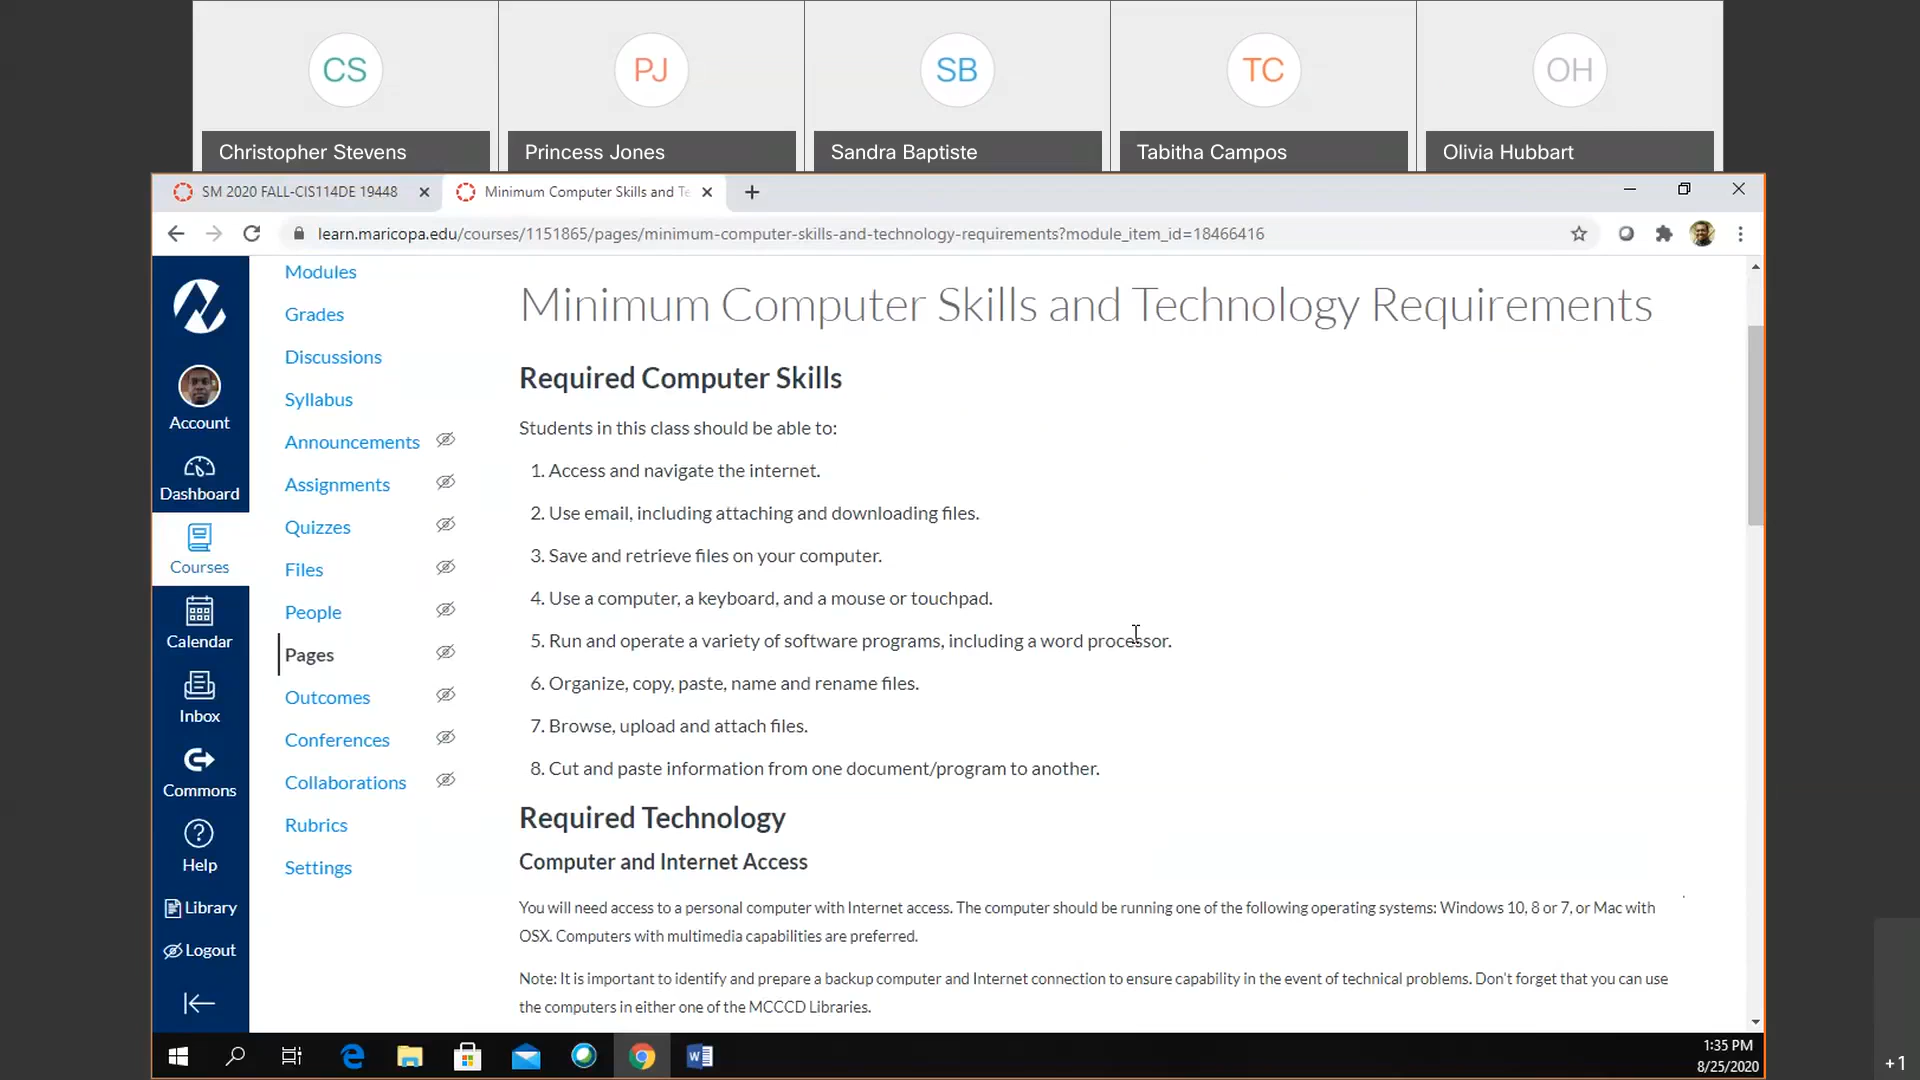 CS
PJ
SB
TC
OH
Christopher Stevens
Princess Jones
Sandra Baptiste
Tabitha Campos
Olivia Hubbart
SM 2020 FALL-CIS114DE 19448
Minimum Computer Skills and Te
learn.maricopa.edu/courses/1151865/pages/minimum-computer-skills-and-technology-requirements?module_item_id=18466416
Account
Dashboard
Courses
Calendar
Inbox
Commons
Help
Library
Logout
Modules
Grades
Discussions
Syllabus
Announcements
Assignments
Quizzes
Files
People
Pages
Outcomes
Conferences
Collaborations
Rubrics
Settings
Minimum Computer Skills and Technology Requirements
Required Computer Skills
Students in this class should be able to:
1. Access and navigate the internet.
2. Use email, including attaching and downloading files.
3. Save and retrieve files on your computer.
4. Use a computer, a keyboard, and a mouse or touchpad.
5. Run and operate a variety of software programs, including a word processor.
6. Organize, copy, paste, name and rename files.
7. Browse, upload and attach files.
8. Cut and paste information from one document/program to another.
Required Technology
Computer and Internet Access
You will need access to a personal computer with Internet access. The computer should be running one of the following operating systems: Windows 10, 8 or 7, or Mac with
OSX. Computers with multimedia capabilities are preferred.
Note: It is important to identify and prepare a backup computer and Internet connection to ensure capability in the event of technical problems. Don't forget that you can use
the computers in either one of the MCCCD Libraries.
1:35 PM
8/25/2020
+1